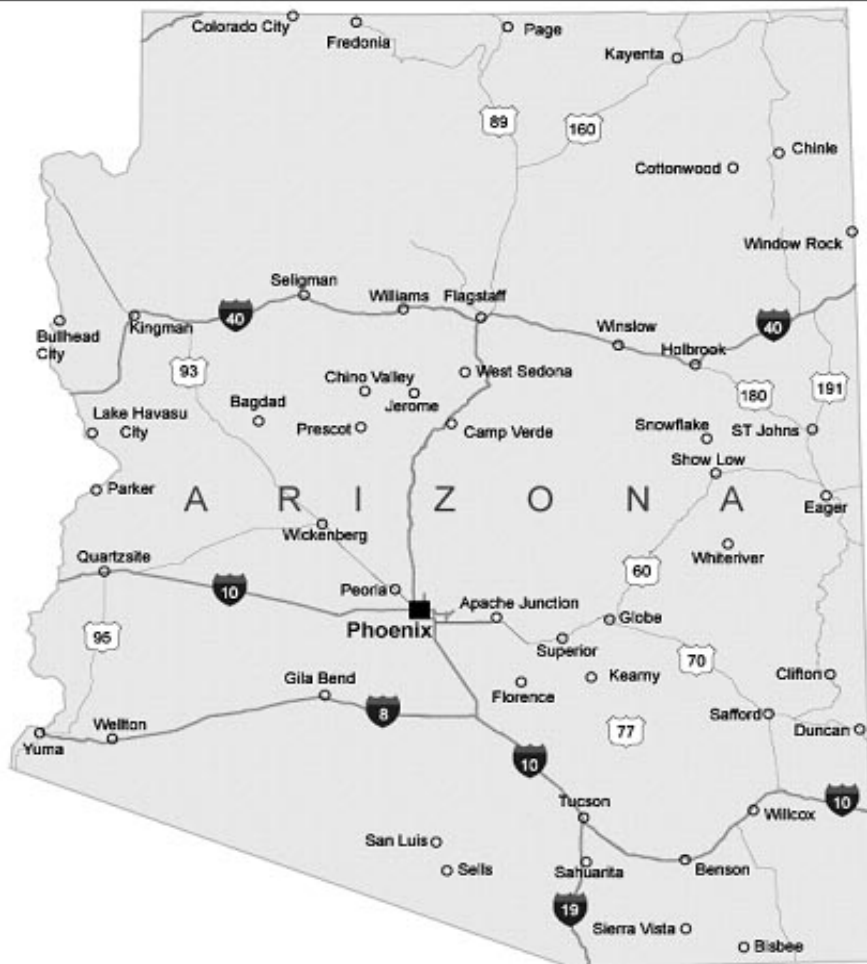 Colorado City
Fredonia
Page
Kayenta
89
160
Chinle
Cottonwood
Window Rock
Seligman
Williams
Flagstaff
40
Kingman
Bullhead
City
Winslow
40
Holbrook
93
Chino Valley
Jerome
West Sedona
180
191
Bagdad
Lake Havasu
City
Prescot
Camp Verde
Snowflake
ST Johns
Show Low
Parker
ARIZONA
Eager
Wickenberg
Whiteriver
Quartzsite
60
10
Peoria
Apache Junction
Globe
Phoenix
Superior
95
70
Gila Bend
Florence
Kearny
Clifton
8
Safford
Yuma
Wellton
77
Duncan
10
Tucson
10
Willcox
San Luis
Sells
Sahuarita
Benson
19
Sierra Vista
Bisbee